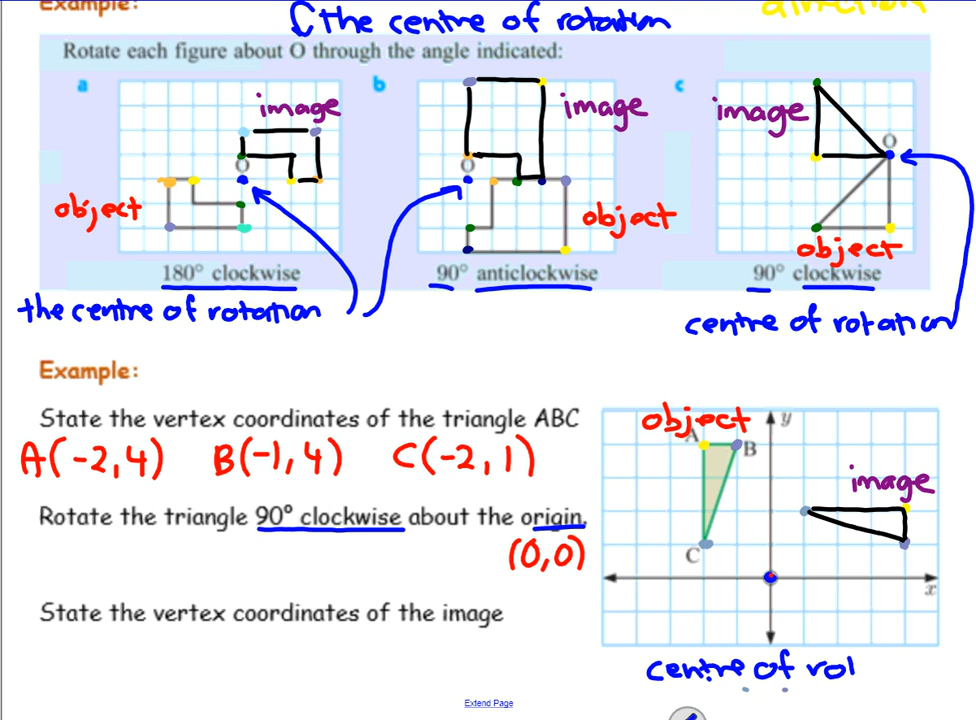 Example:
(the centre of rotation
direction
Rotate each figure about O through the angle indicated:
a
b
c
image
image
image
O
O
O
object
object
object
180° clockwise
90° anticlockwise
90° clockwise
the centre of rotation
centre of rotation
Example:
State the vertex coordinates of the triangle ABC
A(-2,4) B(-1,4) C(-2,1)
Rotate the triangle 90° clockwise about the origin.
(0,0)
State the vertex coordinates of the image
object
y
A
B
image
C
x
centre of rol
Extend Page